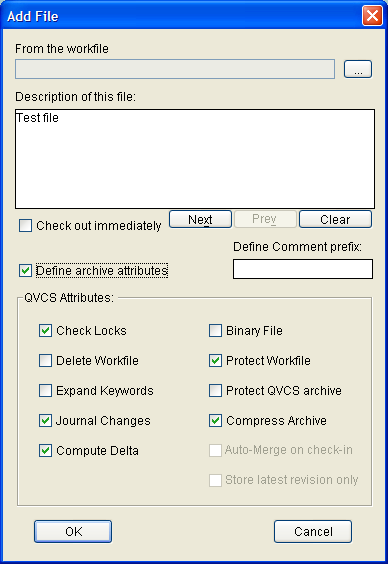 Add File
From the workfile
...
Description of this file:
Test file
Check out immediately
Next
Prev
Clear
Define Comment prefix:
Define archive attributes
QVCS Attributes:
Check Locks
Binary File
Delete Workfile
Protect Workfile
Expand Keywords
Protect QVCS archive
Journal Changes
Compress Archive
Compute Delta
Auto-Merge on check-in
Store latest revision only
OK
Cancel